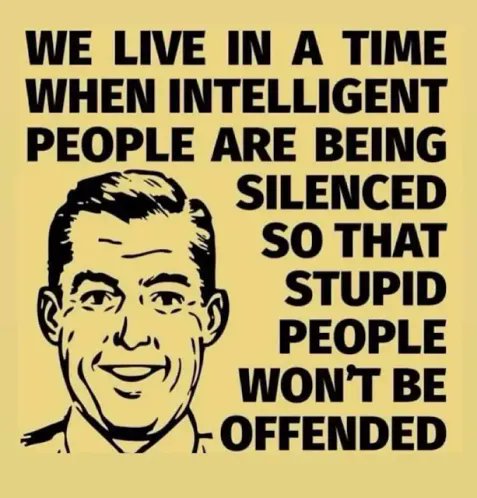 WE LIVE IN A TIME
WHEN INTELLIGENT
PEOPLE ARE BEING
SILENCED
SO THAT
STUPID
PEOPLE
WON'T BE
OFFENDED